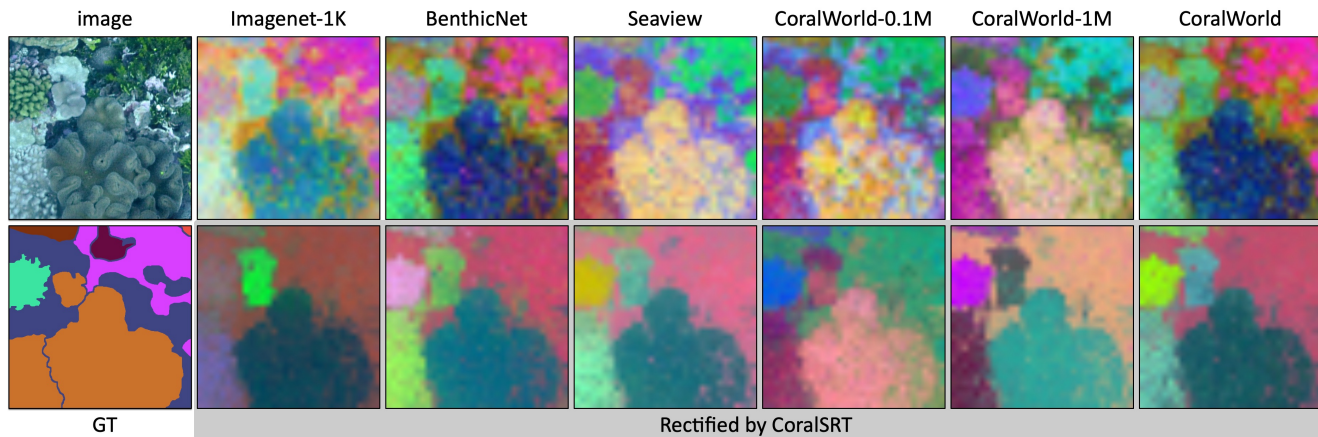 image Imagenet-1K BenthicNet Seaview CoralWorld-0.1M CoralWorld-1M CoralWorld
GT Rectified by CoralSRT